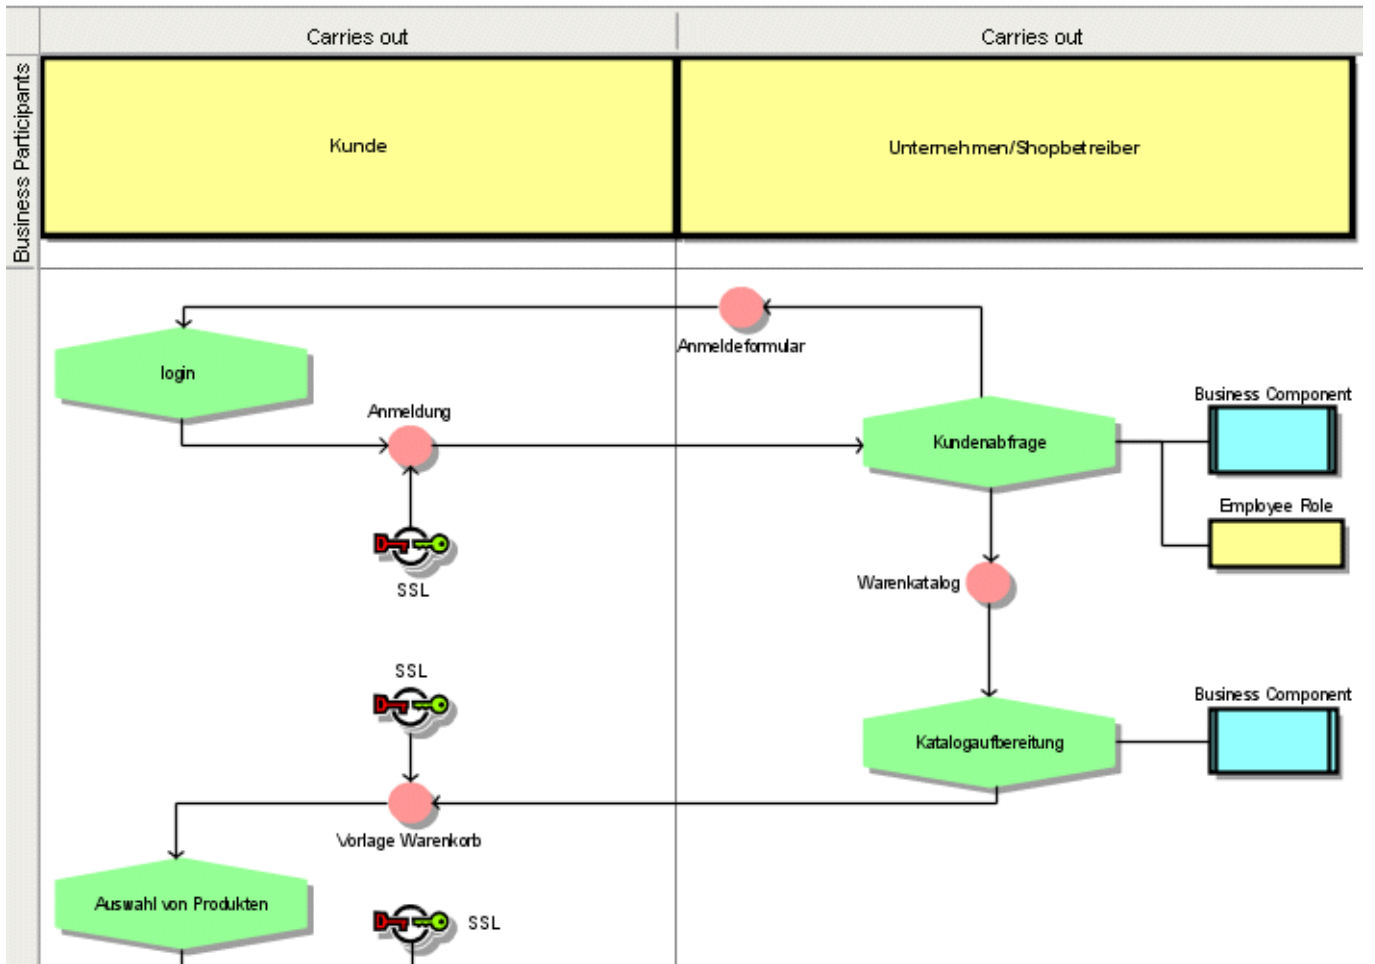 Carries out
Carries out
Business Participants
Kunde
Unternehmen/Shopbetreiber
Anmeldeformular
login
Anmeldung
Business Component
Kundenabfrage
Employee Role
SSL
Warenkatalog
SSL
Business Component
Katalogaufbereitung
Vorlage Warenkorb
Auswahl von Produkten
SSL